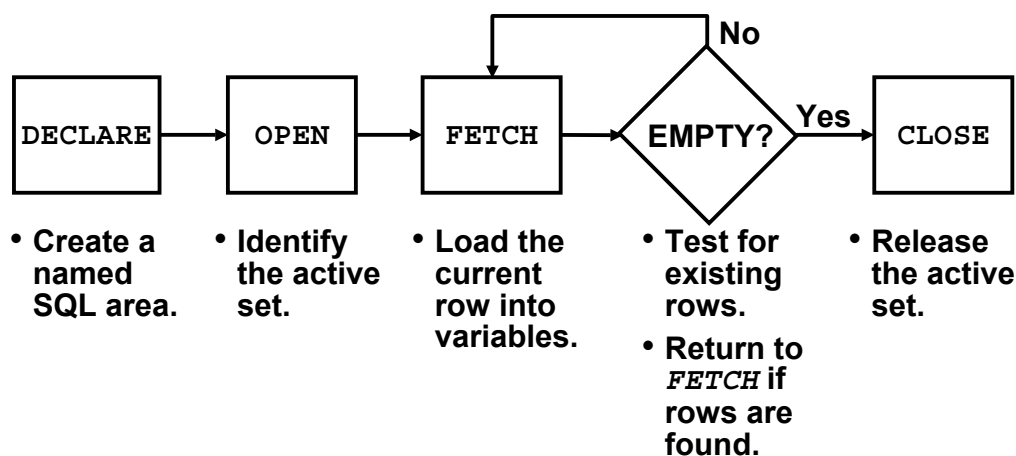 No
DECLARE
OPEN
FETCH
EMPTY?
Yes
CLOSE
• Create a
named
SQL area.
• Identify
the active
set.
• Load the
current
row into
variables.
• Test for
existing
rows.
• Return to
FETCH if
rows are
found.
• Release
the active
set.